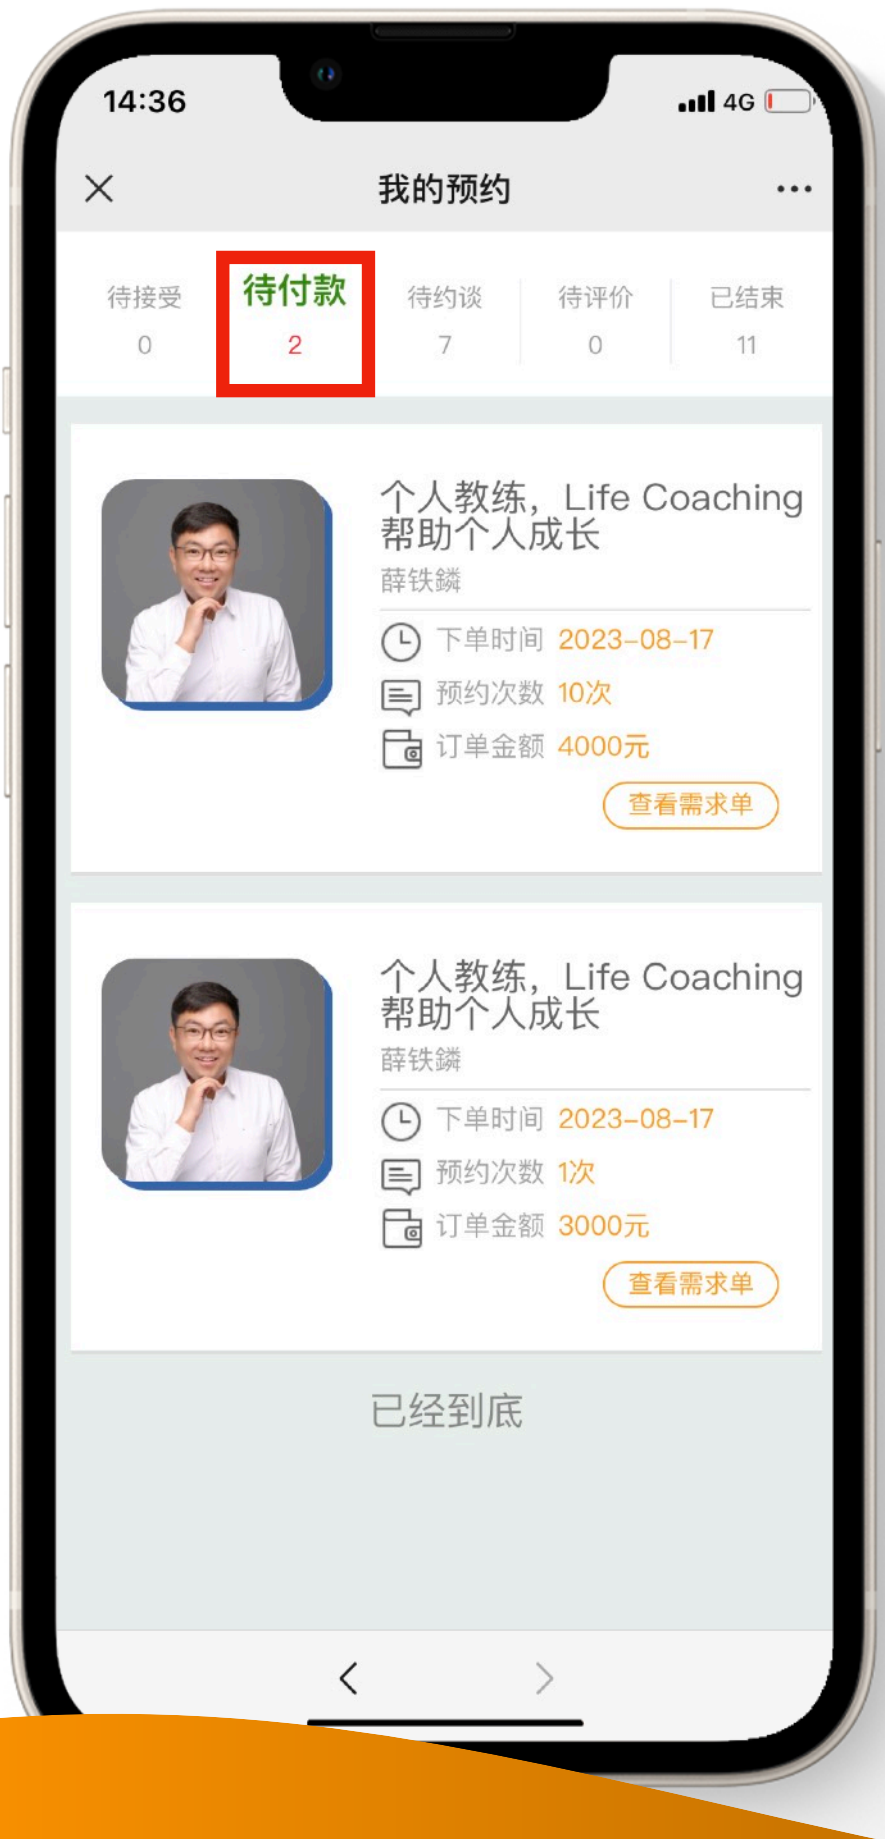 14:36
4G
我的预约
待接受 待付款 待约谈 待评价 已结束
0 2 7 0 11
个人教练，Life Coaching
帮助个人成长
薛铁鏻
下单时间 2023-08-17
预约次数 10次
订单金额 4000元
查看需求单
个人教练，Life Coaching
帮助个人成长
薛铁鏻
下单时间 2023-08-17
预约次数 1次
订单金额 3000元
查看需求单
已经到底